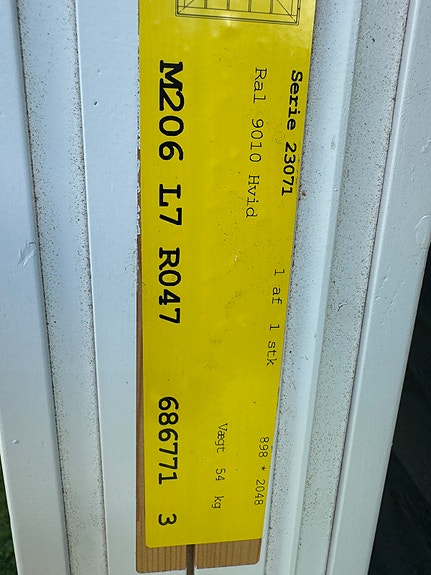 Serie 23071 1 af 1 stk
898 * 2048
Ral 9010 Hvid
Vægt 54 kg
M206 L7 R047 686771 3